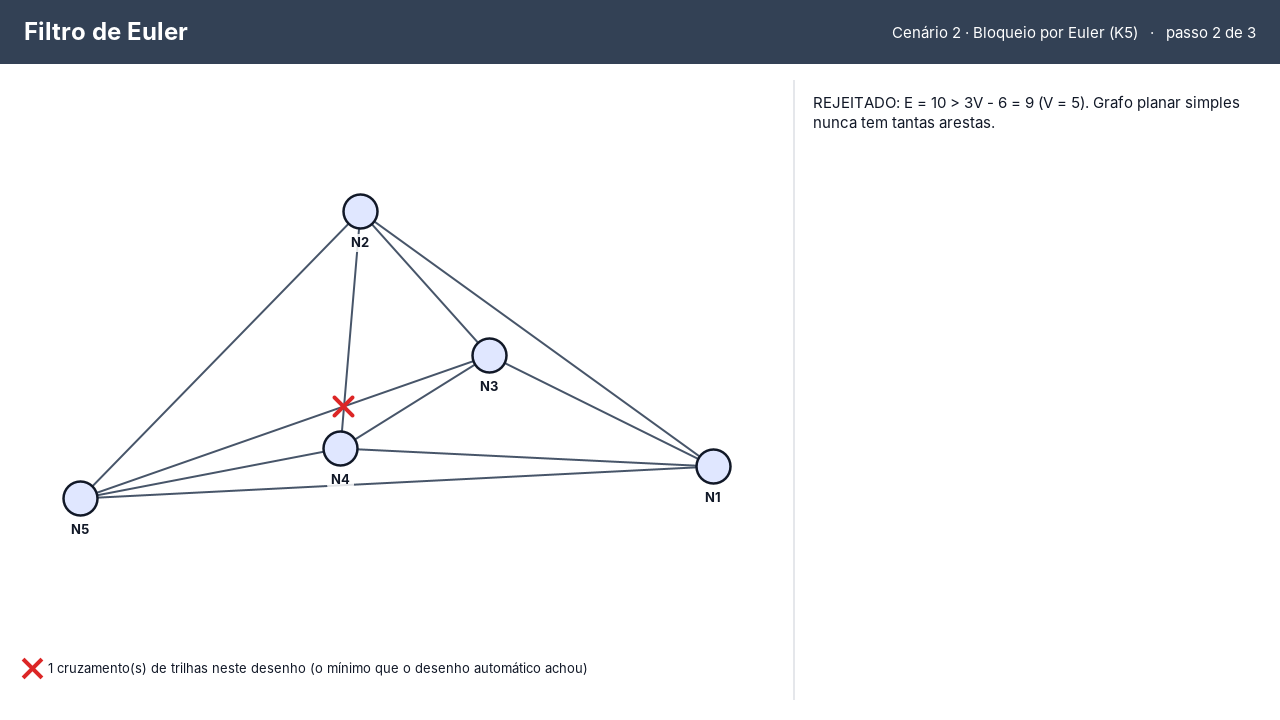 Filtro de Euler
Cenário 2 · Bloqueio por Euler (K5) · passo 2 de 3
REJEITADO: E = 10 > 3V - 6 = 9 (V = 5). Grafo planar simples
nunca tem tantas arestas.
N2
N3
N4
N1
N5
1 cruzamento(s) de trilhas neste desenho (o mínimo que o desenho automático achou)